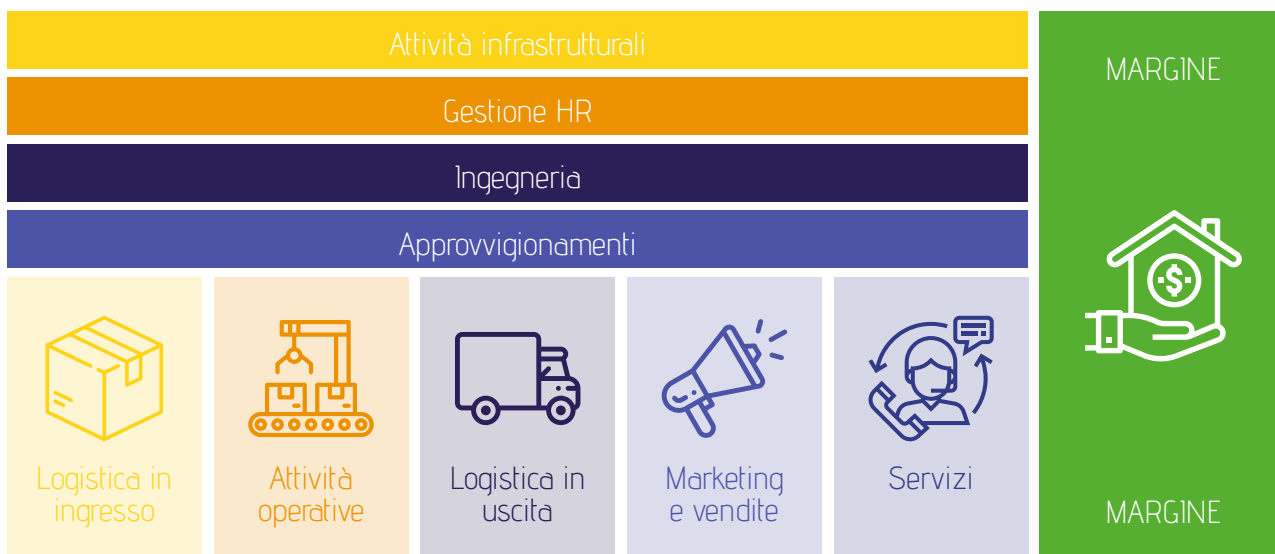 Attività infrastrutturali
MARGINE
Gestione HR
Ingegneria
Approvvigionamenti
$
Logistica in
ingresso
Attività
operative
Logistica in
uscita
Marketing
e vendite
Servizi
MARGINE